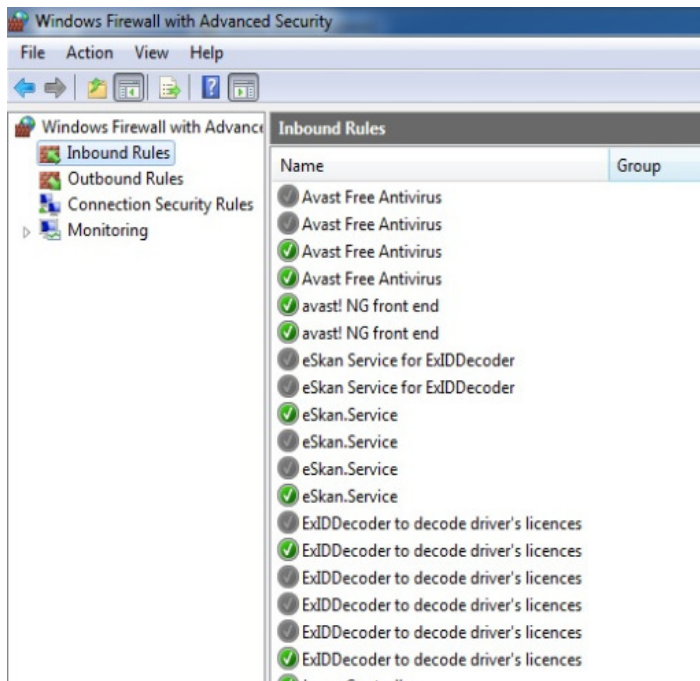 Windows Firewall with Advanced Security
File Action View Help
Windows Firewall with Advance
Inbound Rules
Outbound Rules
Connection Security Rules
Monitoring
Inbound Rules
Name Group
Avast Free Antivirus
Avast Free Antivirus
Avast Free Antivirus
Avast Free Antivirus
avast! NG front end
avast! NG front end
eSkan Service for ExIDDecoder
eSkan Service for ExIDDecoder
eSkan.Service
eSkan.Service
eSkan.Service
eSkan.Service
ExIDDecoder to decode driver's licences
ExIDDecoder to decode driver's licences
ExIDDecoder to decode driver's licences
ExIDDecoder to decode driver's licences
ExIDDecoder to decode driver's licences
ExIDDecoder to decode driver's licences